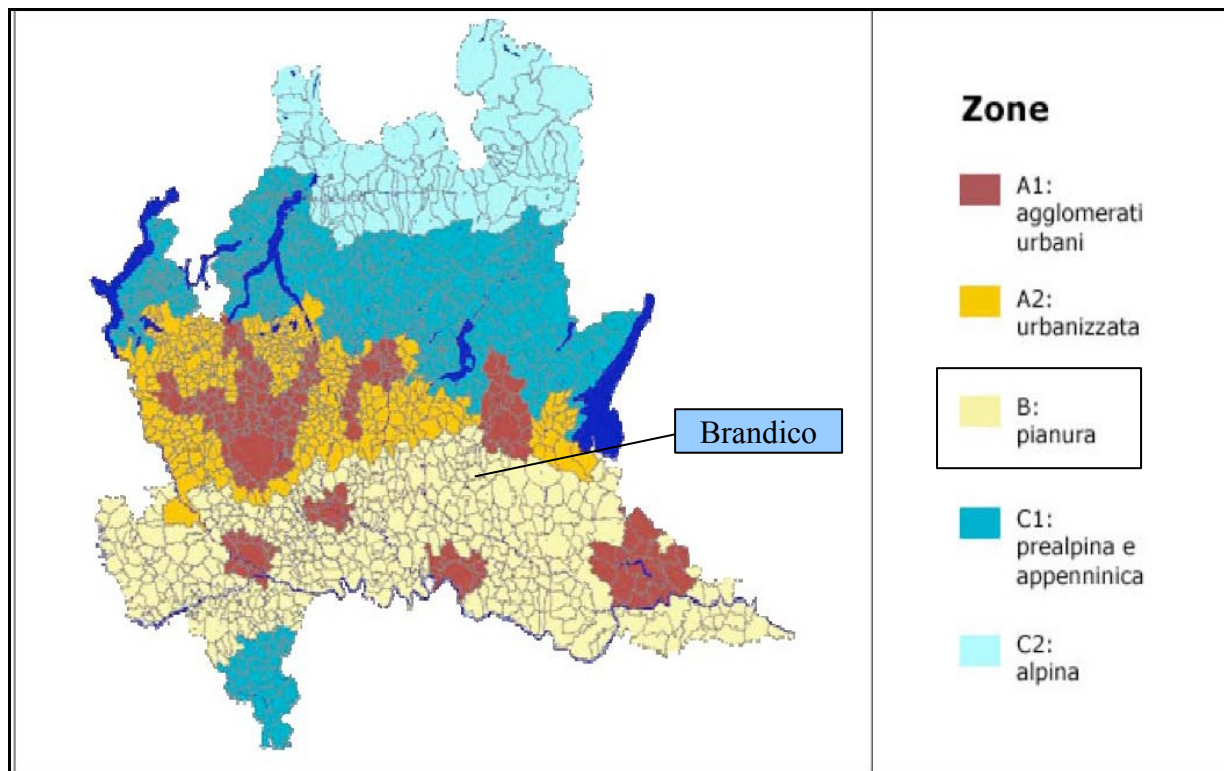 Brandico
Zone
A1:
agglomerati
urbani
A2:
urbanizzata
B:
pianura
C1:
prealpina e
appenninica
C2:
alpina